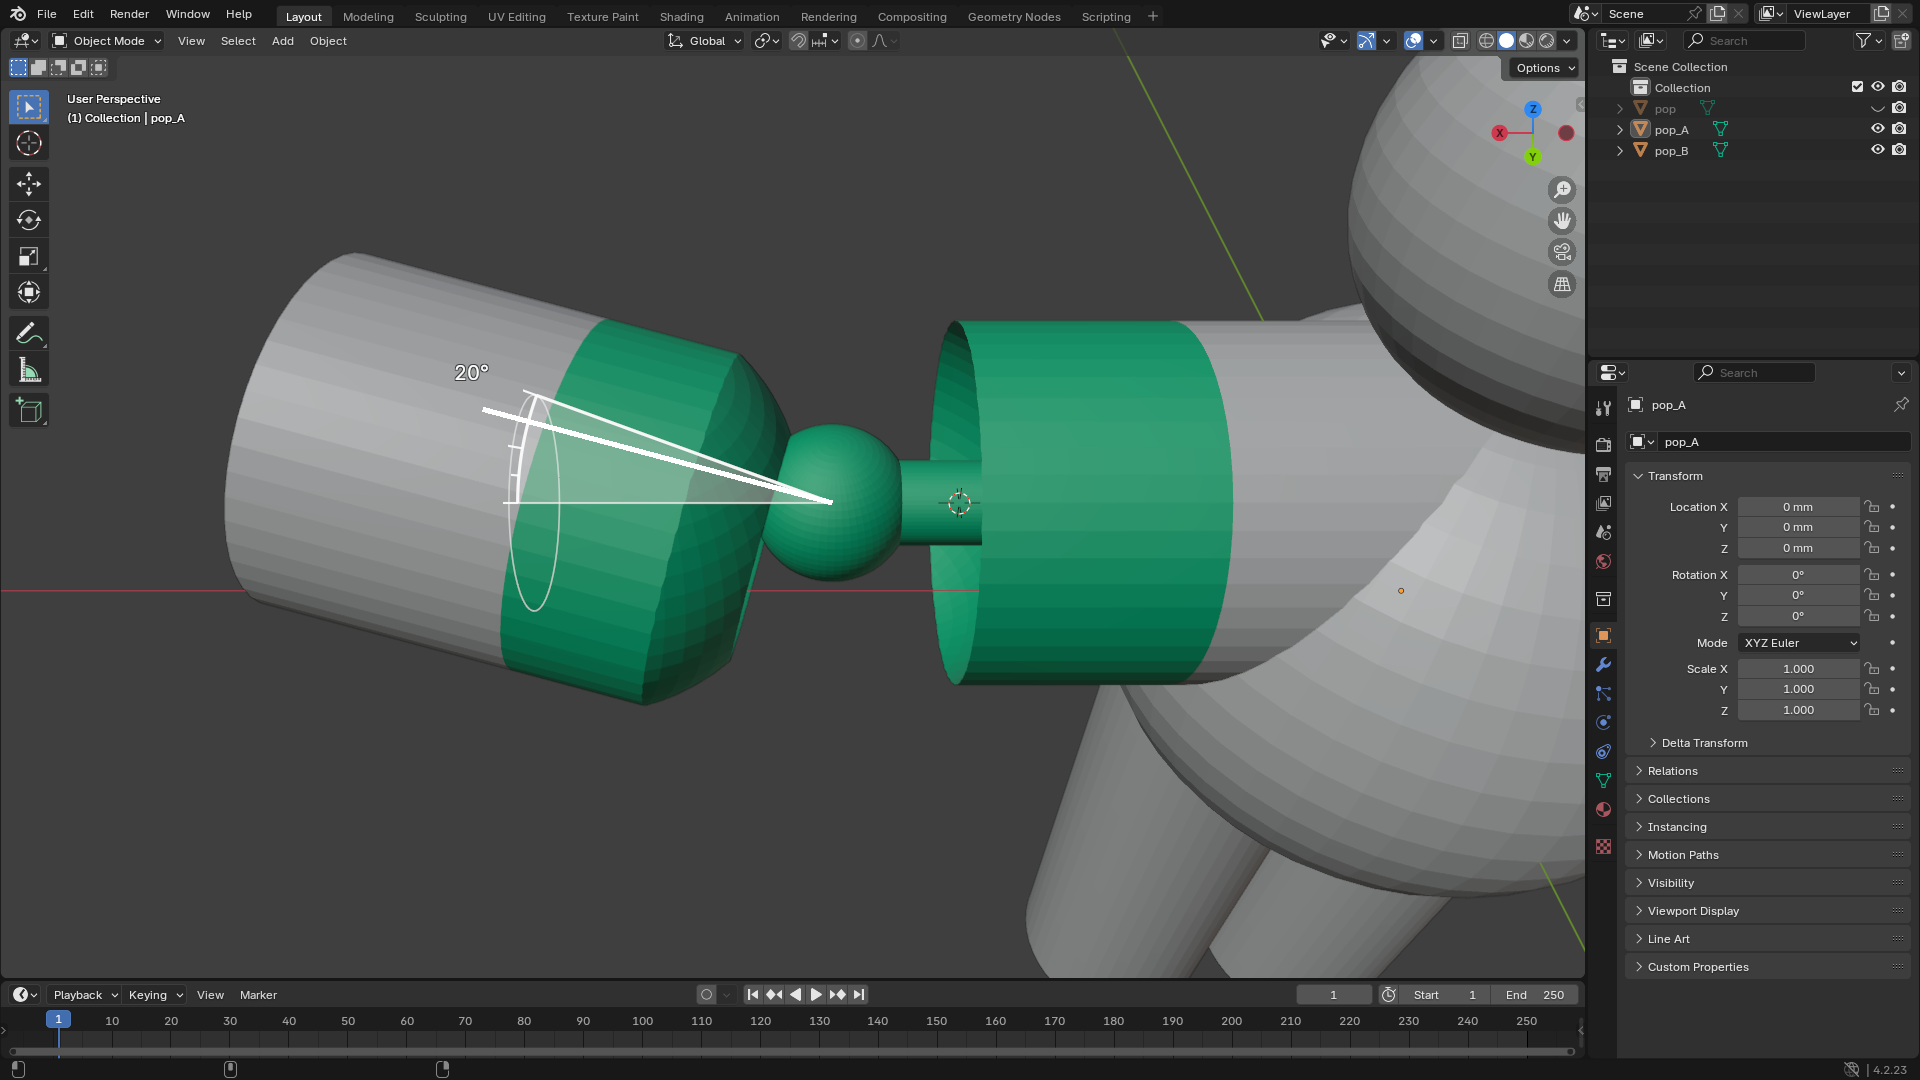 File Edit Render Window Help
Layout Modeling Sculpting UV Editing Texture Paint Shading Animation Rendering Compositing Geometry Nodes Scripting
Scene
ViewLayer
Object Mode View Select Add Object
Global
Options
User Perspective
(1) Collection | pop_A
Z
X
Y
20°
Search
Scene Collection
Collection
pop
pop_A
pop_B
Search
pop_A
pop_A
Transform
Location X 0 mm
Y 0 mm
Z 0 mm
Rotation X 0°
Y 0°
Z 0°
Mode XYZ Euler
Scale X 1.000
Y 1.000
Z 1.000
Delta Transform
Relations
Collections
Instancing
Motion Paths
Visibility
Viewport Display
Line Art
Custom Properties
Playback Keying View Marker
1
Start 1
End 250
1 10 20 30 40 50 60 70 80 90 100 110 120 130 140 150 160 170 180 190 200 210 220 230 240 250
4.2.23